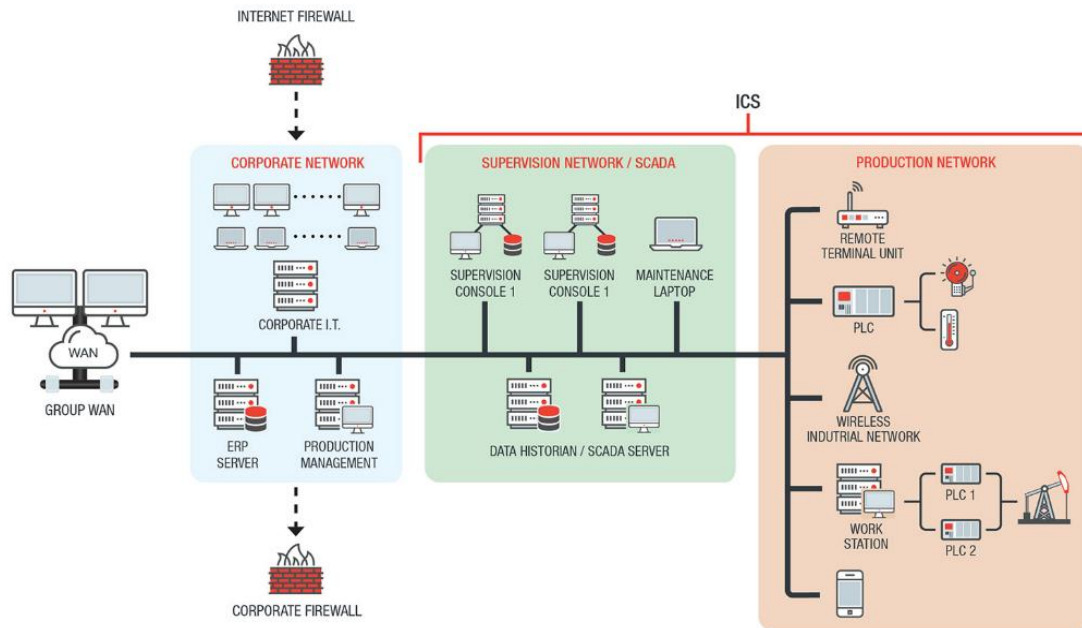 INTERNET FIREWALL
ICS
CORPORATE NETWORK
SUPERVISION NETWORK / SCADA
PRODUCTION NETWORK
REMOTE
TERMINAL UNIT
SUPERVISION
CONSOLE 1
SUPERVISION
CONSOLE 1
MAINTENANCE
LAPTOP
CORPORATE I.T.
PLC
WAN
GROUP WAN
ERP
SERVER
PRODUCTION
MANAGEMENT
DATA HISTORIAN / SCADA SERVER
WIRELESS
INDUTRIAL NETWORK
WORK
STATION
PLC 1
PLC 2
CORPORATE FIREWALL